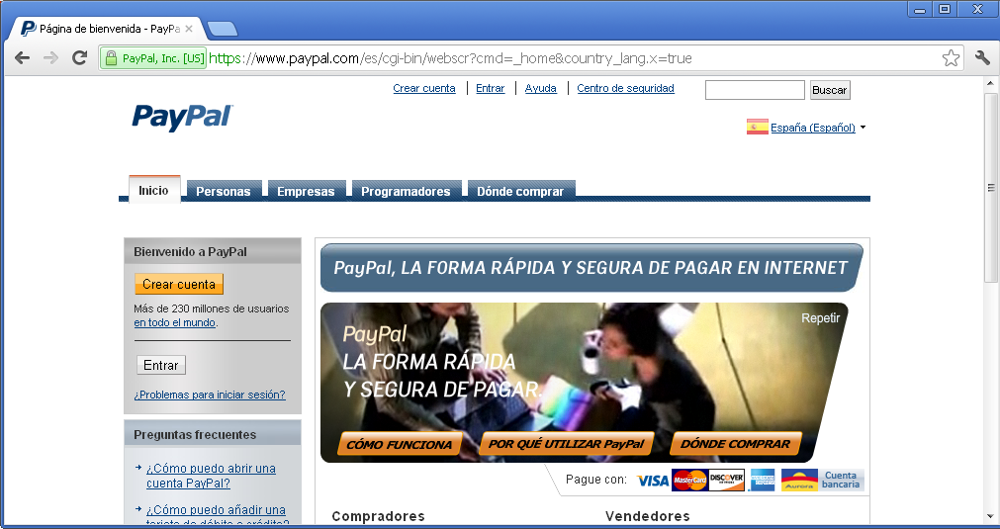 Página de bienvenida - PayPa
PayPal, Inc. [US] https://www.paypal.com/es/cgi-bin/webscr?cmd=_home&country_lang.x=true
Crear cuenta | Entrar | Ayuda | Centro de seguridad
Buscar
PayPal
España (Español)
Inicio
Personas
Empresas
Programadores
Dónde comprar
Bienvenido a PayPal
Crear cuenta
Más de 230 millones de usuarios
en todo el mundo.
Entrar
¿Problemas para iniciar sesión?
Preguntas frecuentes
¿Cómo puedo abrir una
cuenta PayPal?
¿Cómo puedo añadir una
tarjeta de débito o crédito?
PayPal, LA FORMA RÁPIDA Y SEGURA DE PAGAR EN INTERNET
Repetir
PayPal
LA FORMA RÁPIDA
Y SEGURA DE PAGAR.
CÓMO FUNCIONA
POR QUÉ UTILIZAR PayPal
DÓNDE COMPRAR
Pague con:
VISA
MasterCard
DISCOVER
Aurora
Cuenta
bancaria
Compradores
Vendedores